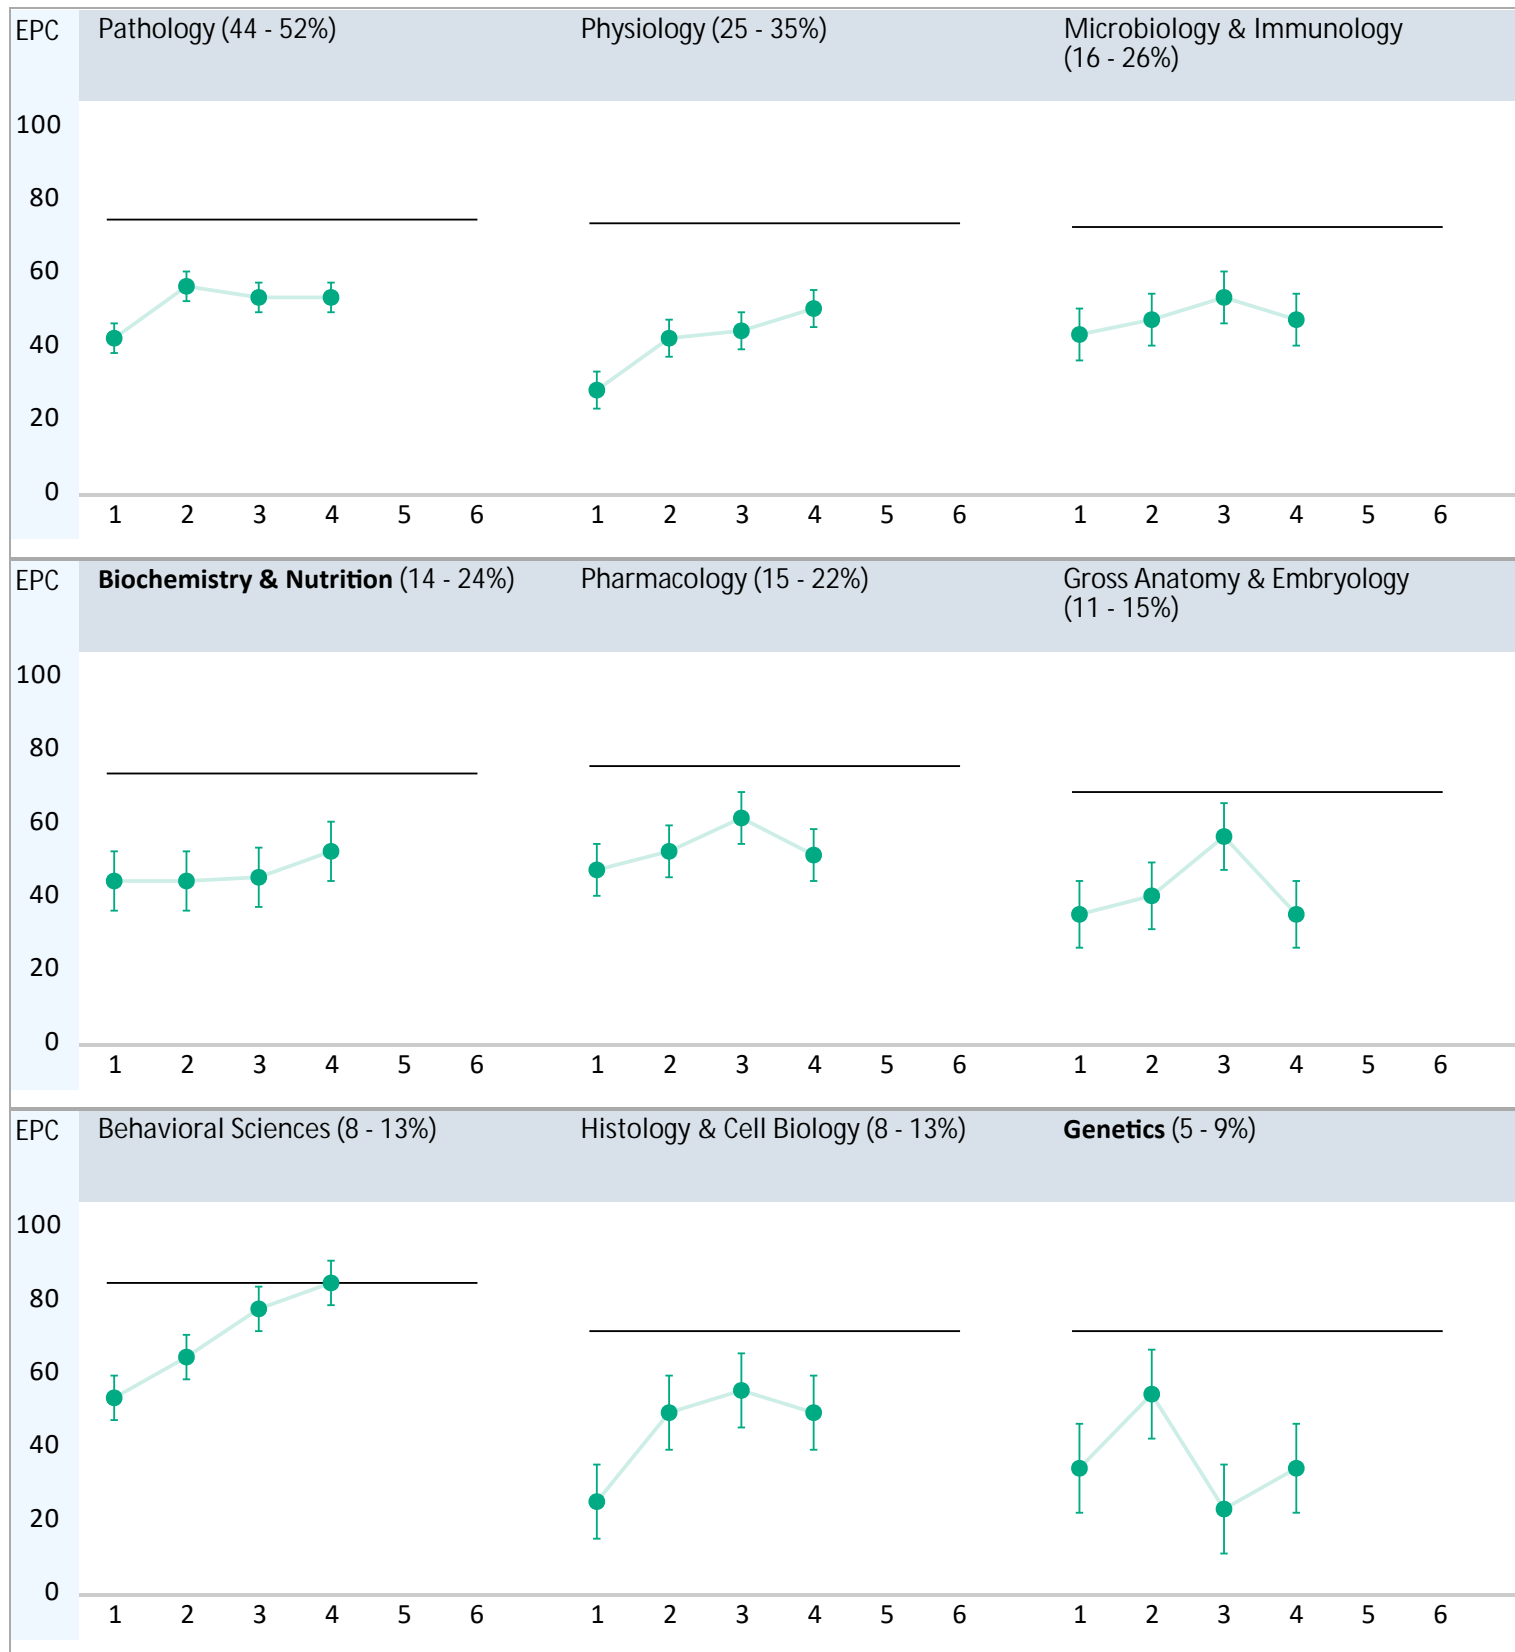 EPC Pathology (44 - 52%) Physiology (25 - 35%) Microbiology & Immunology
(16 - 26%)
100
80
60
40
20
0
1 2 3 4 5 6 1 2 3 4 5 6 1 2 3 4 5 6
EPC Biochemistry & Nutrition (14 - 24%) Pharmacology (15 - 22%) Gross Anatomy & Embryology
(11 - 15%)
100
80
60
40
20
0
1 2 3 4 5 6 1 2 3 4 5 6 1 2 3 4 5 6
EPC Behavioral Sciences (8 - 13%) Histology & Cell Biology (8 - 13%) Genetics (5 - 9%)
100
80
60
40
20
0
1 2 3 4 5 6 1 2 3 4 5 6 1 2 3 4 5 6